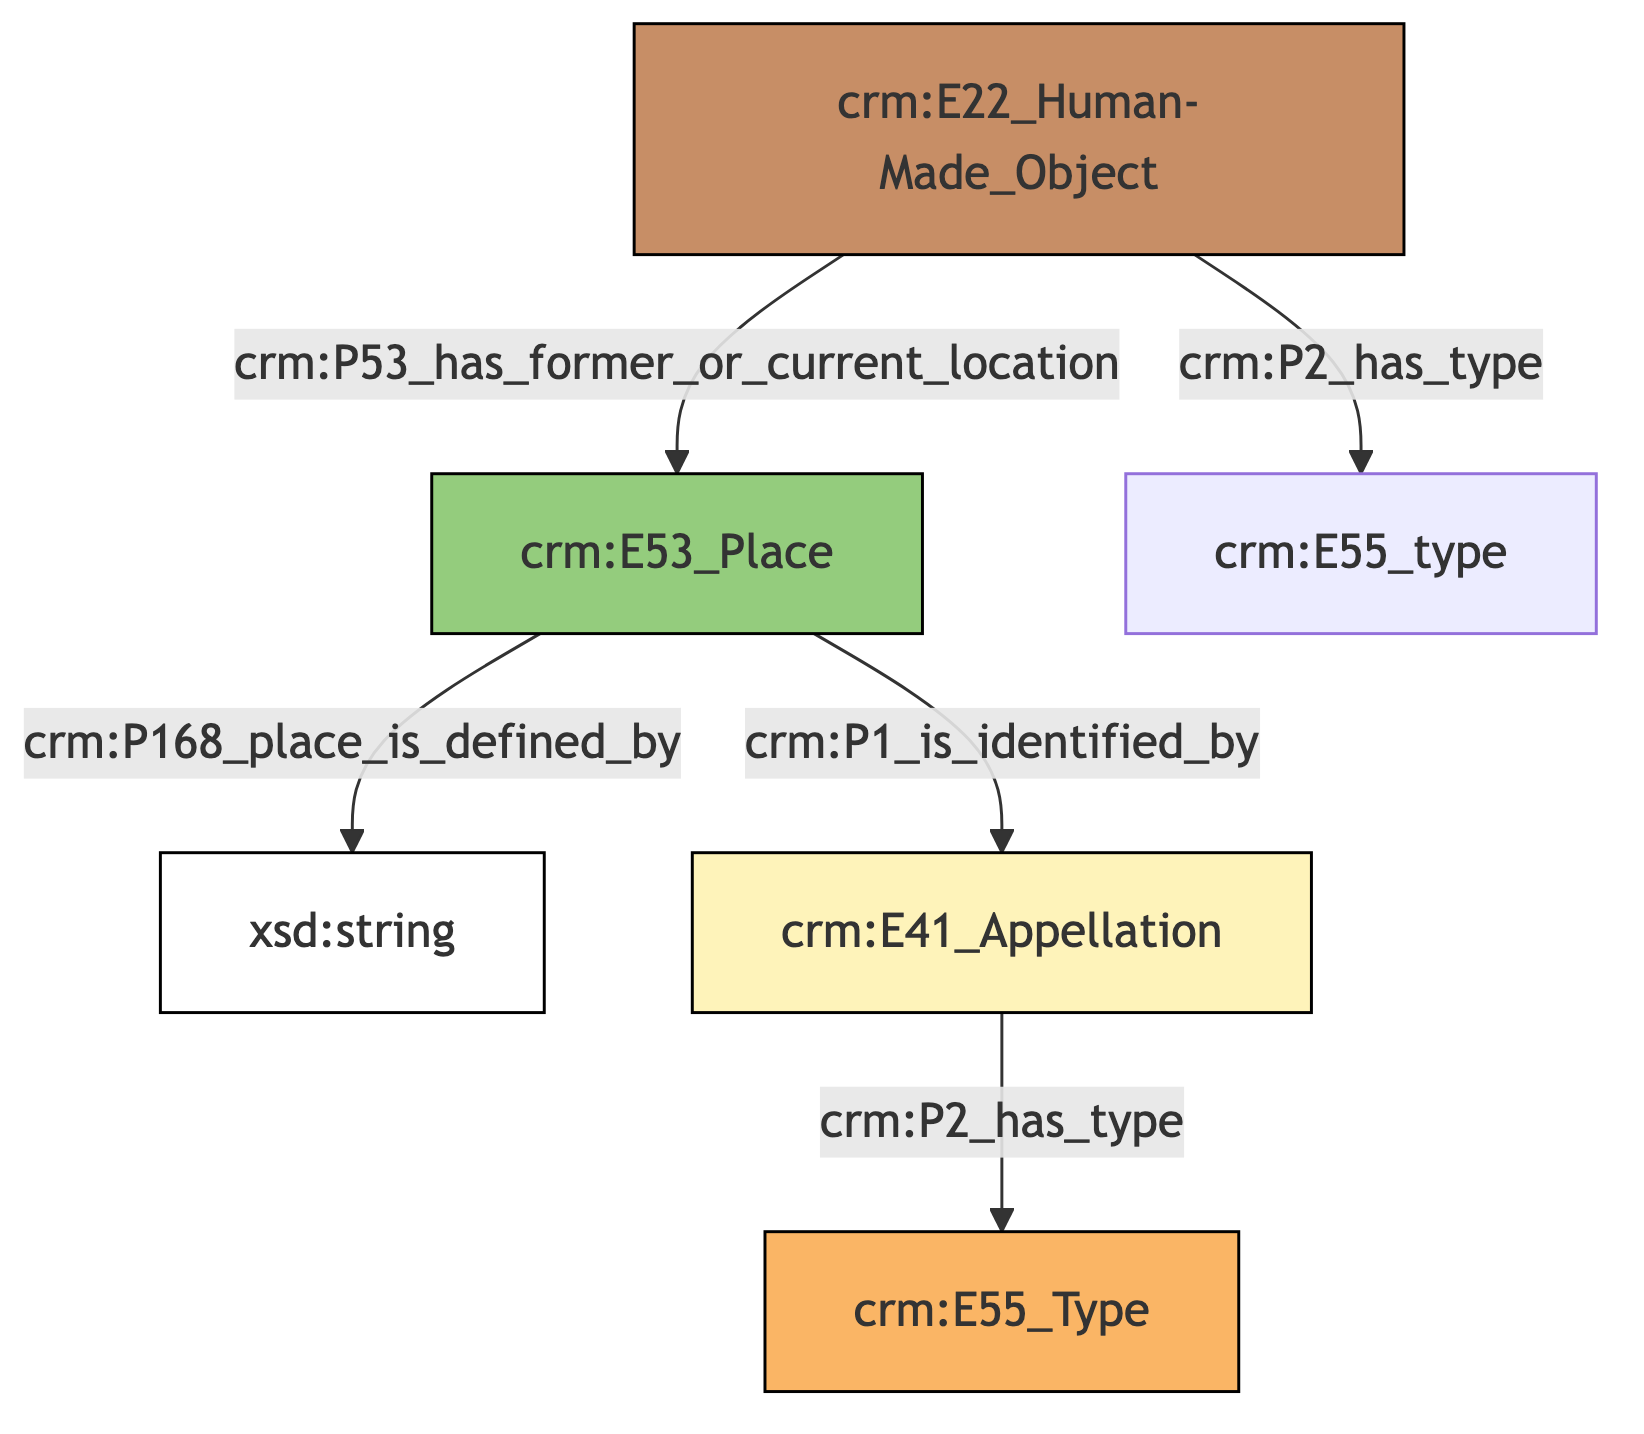 crm:E22_Human-
Made_Object
crm:P53_has_former_or_current_location
crm:P2_has_type
crm:E53_Place
crm:E55_type
crm:P168_place_is_defined_by
crm:P1_is_identified_by
xsd:string
crm:E41_Appellation
crm:P2_has_type
crm:E55_Type